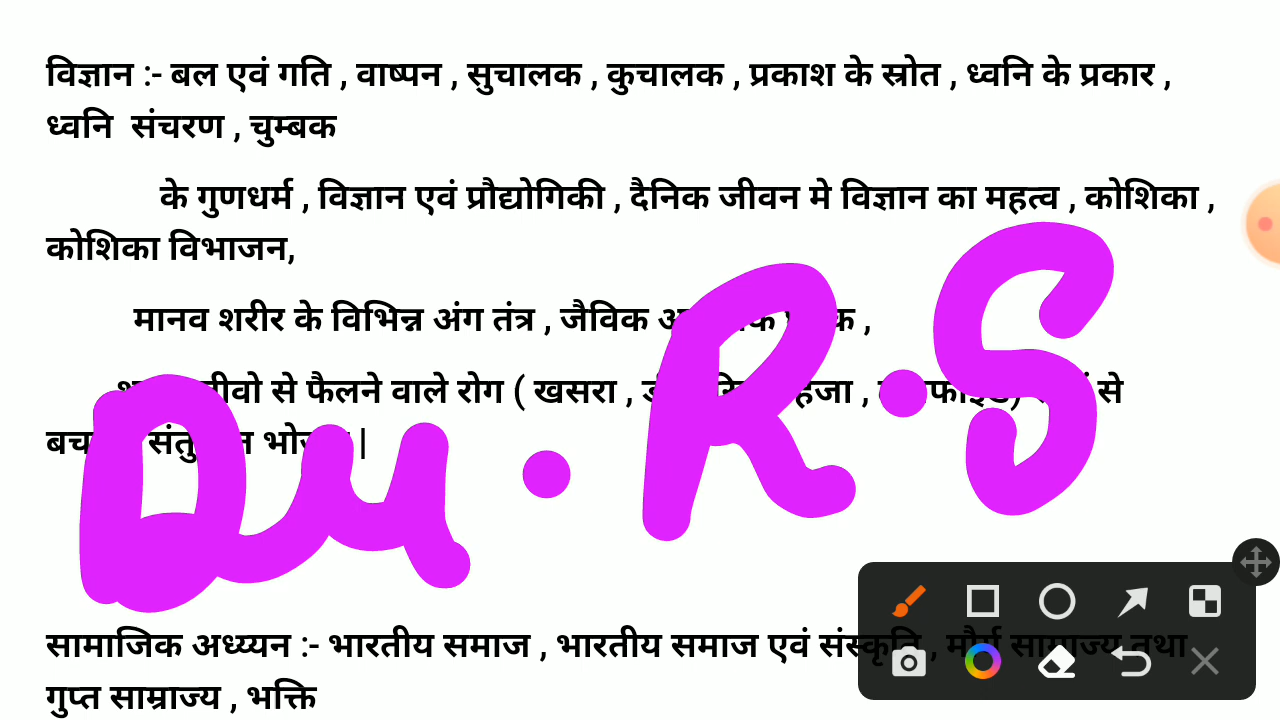 विज्ञान :- बल एवं गति , वाष्पन , सुचालक , कुचालक , प्रकाश के स्रोत , ध्वनि के प्रकार ,
ध्वनि संचरण , चुम्बक
के गुणधर्म , विज्ञान एवं प्रौद्योगिकी , दैनिक जीवन मे विज्ञान का महत्व , कोशिका ,
कोशिका विभाजन,
मानव शरीर के विभिन्न अंग तंत्र , जैविक ,
से फैलने वाले रोग ( खसरा , से
|
Du . R . S
सामाजिक अध्ययन :- भारतीय समाज , भारतीय समाज एवं संस्कृति , मौर्य साम्राज्य तथा
गुप्त साम्राज्य , भक्ति